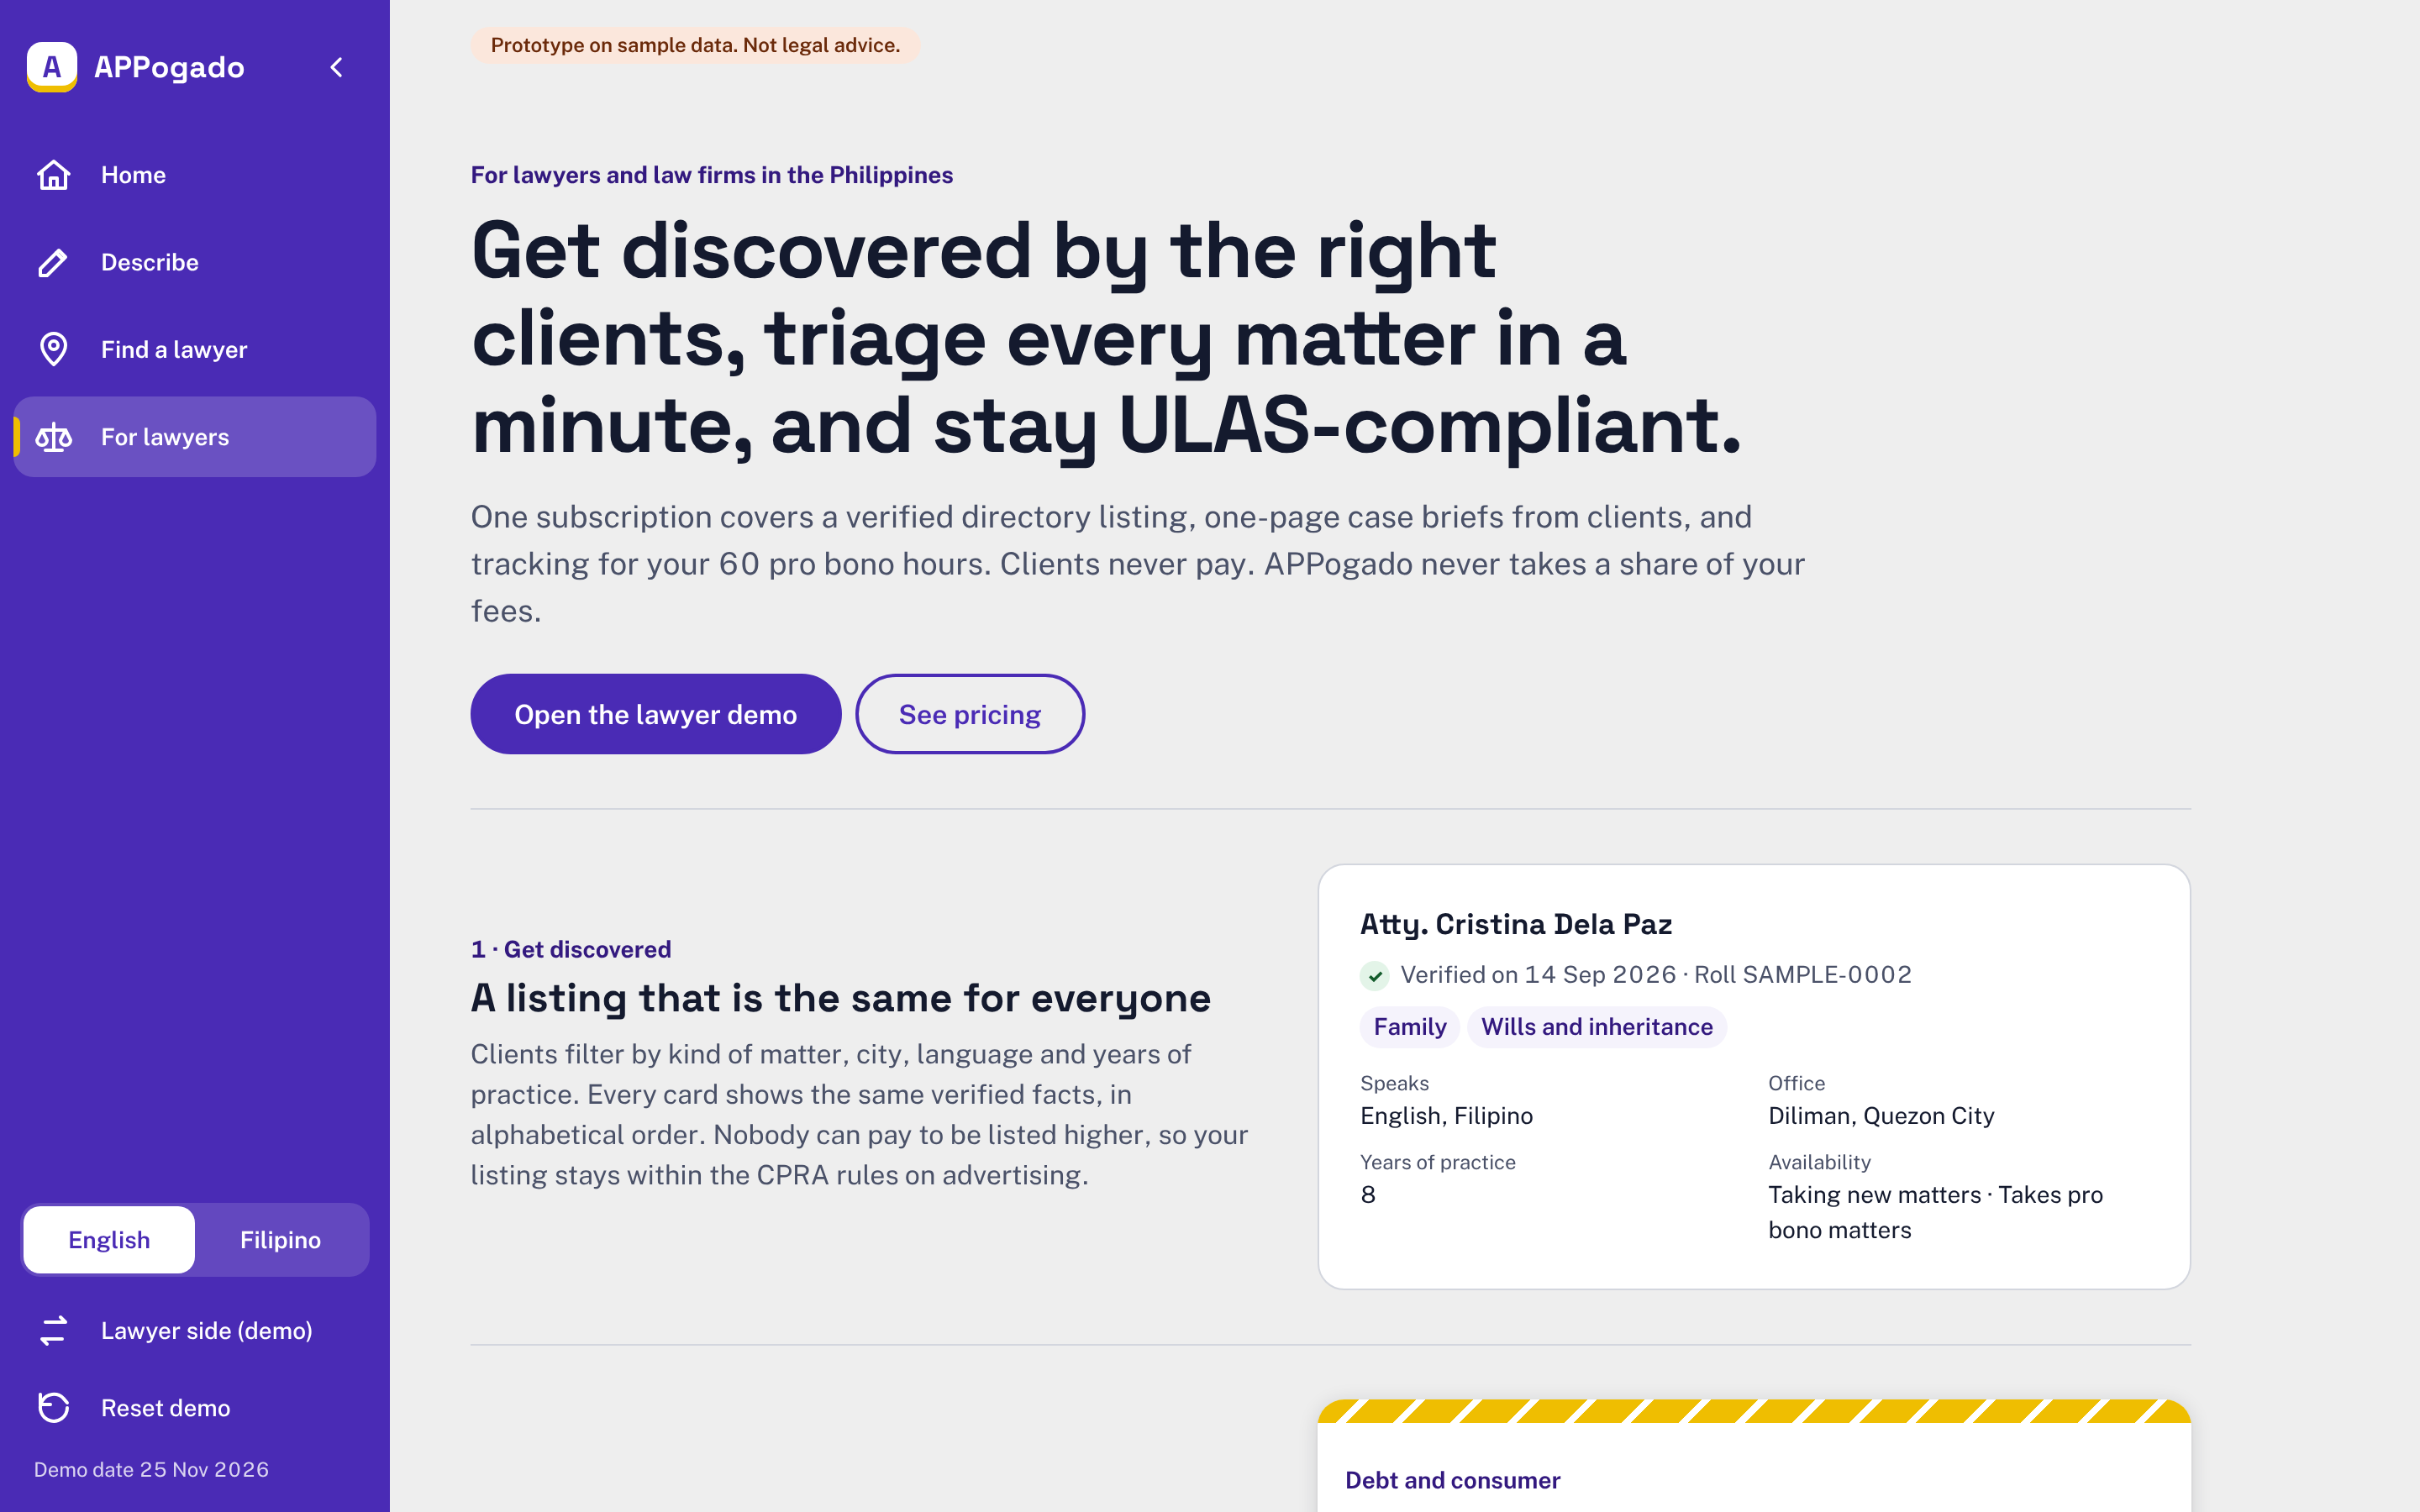 A APPogado
Home
Describe
Find a lawyer
For lawyers
English
Filipino
Lawyer side (demo)
Reset demo
Demo date 25 Nov 2026
Prototype on sample data. Not legal advice.
For lawyers and law firms in the Philippines
Get discovered by the right
clients, triage every matter in a
minute, and stay ULAS-compliant.
One subscription covers a verified directory listing, one-page case briefs from clients, and
tracking for your 60 pro bono hours. Clients never pay. APPogado never takes a share of your
fees.
Open the lawyer demo
See pricing
1 · Get discovered
A listing that is the same for everyone
Clients filter by kind of matter, city, language and years of
practice. Every card shows the same verified facts, in
alphabetical order. Nobody can pay to be listed higher, so your
listing stays within the CPRA rules on advertising.
Atty. Cristina Dela Paz
Verified on 14 Sep 2026 · Roll SAMPLE-0002
Family
Wills and inheritance
Speaks
English, Filipino
Office
Diliman, Quezon City
Years of practice
8
Availability
Taking new matters · Takes pro
bono matters
Debt and consumer